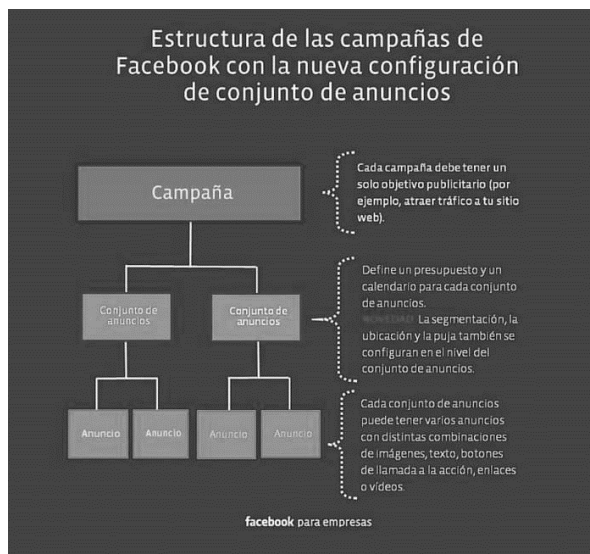 Estructura de las campañas de
Facebook con la nueva configuración
de conjunto de anuncios
Campaña
Cada campaña debe tener un
solo objetivo publicitario (por
ejemplo, atraer tráfico a tu sitio
web).
Conjunto de
anuncios
Conjunto de
anuncios
Define un presupuesto y un
calendario para cada conjunto
de anuncios.
NOVEDAD: La segmentación, la
ubicación y la puja también se
configuran en el nivel del
conjunto de anuncios.
Anuncio
Anuncio
Anuncio
Anuncio
Cada conjunto de anuncios
puede tener varios anuncios
con distintas combinaciones
de imágenes, texto, botones
de llamada a la acción, enlaces
o vídeos.
facebook para empresas